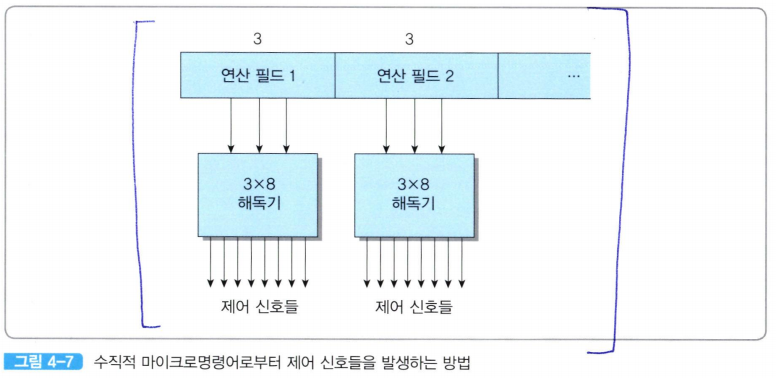 3 3
연산 필드 1 연산 필드 2 …
3×8 3×8
해독기 해독기
제어 신호들 제어 신호들
그림 4-7 수직적 마이크로명령어로부터 제어 신호들을 발생하는 방법